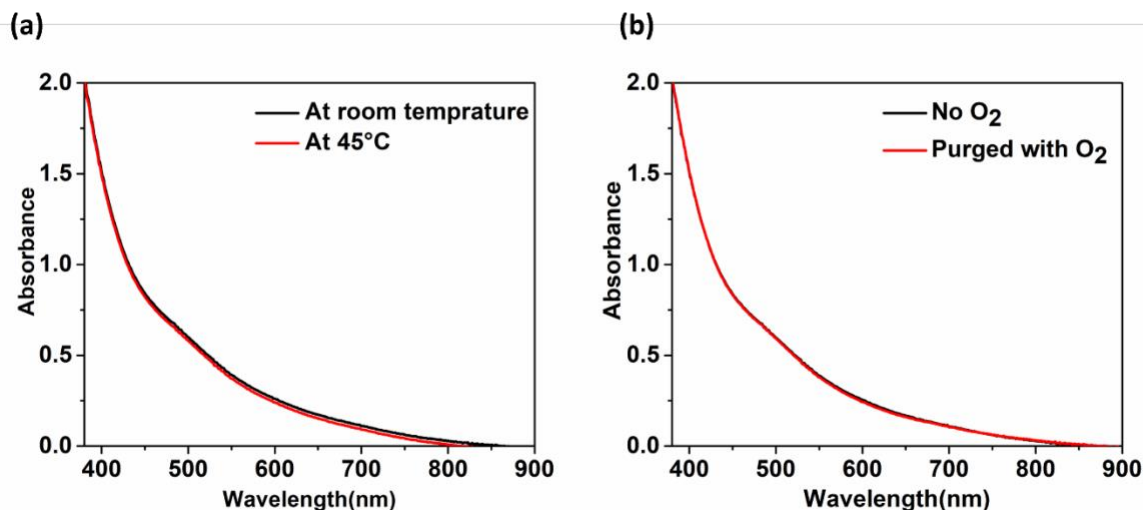 (a)
(b)
2.0
1.5
1.0
0.5
0.0
Absorbance
At room temprature
At 45°C
400 500 600 700 800 900
Wavelength(nm)
2.0
1.5
1.0
0.5
0.0
Absorbance
No O2
Purged with O2
400 500 600 700 800 900
Wavelength(nm)